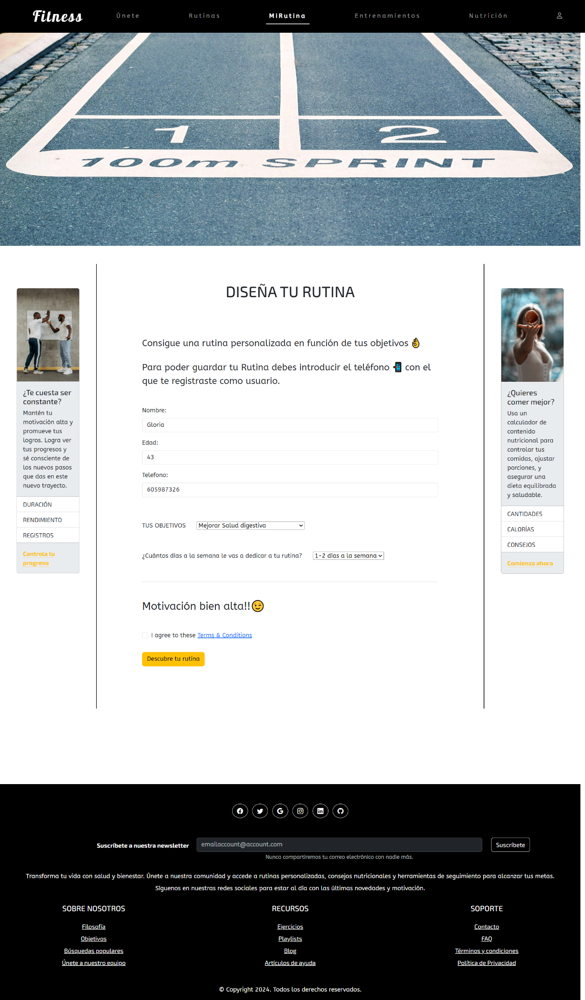 Fitness
Únete
Rutinas
MiRutina
Entrenamientos
Nutrición
1
2
100m SPRINT
¿Te cuesta ser
constante?
Mantén tu
motivación alta y
promueve tus
logros. Logra ver
tus progresos y
sé consciente de
los nuevos pasos
que das en este
nuevo trayecto.
DURACIÓN
RENDIMIENTO
REGISTROS
Controla tu
progreso
DISEÑA TU RUTINA
Consigue una rutina personalizada en función de tus objetivos 👌
Para poder guardar tu Rutina debes introducir el teléfono 📲 con el
que te registraste como usuario.
Nombre:
Gloria
Edad:
43
Telefono:
605987326
TUS OBJETIVOS
Mejorar Salud digestiva
¿Cuántos días a la semana le vas a dedicar a tu rutina?
1-2 días a la semana
Motivación bien alta!!😉
I agree to these Terms & Conditions
Descubre tu rutina
¿Quieres
comer mejor?
Usa un
calculador de
contenido
nutricional para
controlar tus
comidas, ajustar
porciones, y
asegurar una
dieta equilibrada
y saludable.
CANTIDADES
CALORÍAS
CONSEJOS
Comienza ahora
Suscríbete a nuestra newsletter
emailaccount@account.com
Suscríbete
Nunca compartiremos tu correo electrónico con nadie más.
Transforma tu vida con salud y bienestar. Únete a nuestra comunidad y accede a rutinas personalizadas, consejos nutricionales y herramientas de seguimiento para alcanzar tus metas.
Síguenos en nuestras redes sociales para estar al día con las últimas novedades y motivación.
SOBRE NOSOTROS
Filosofía
Objetivos
Búsquedas populares
Únete a nuestro equipo
RECURSOS
Ejercicios
Playlists
Blog
Artículos de ayuda
SOPORTE
Contacto
FAQ
Términos y condiciones
Política de Privacidad
© Copyright 2024. Todos los derechos reservados.